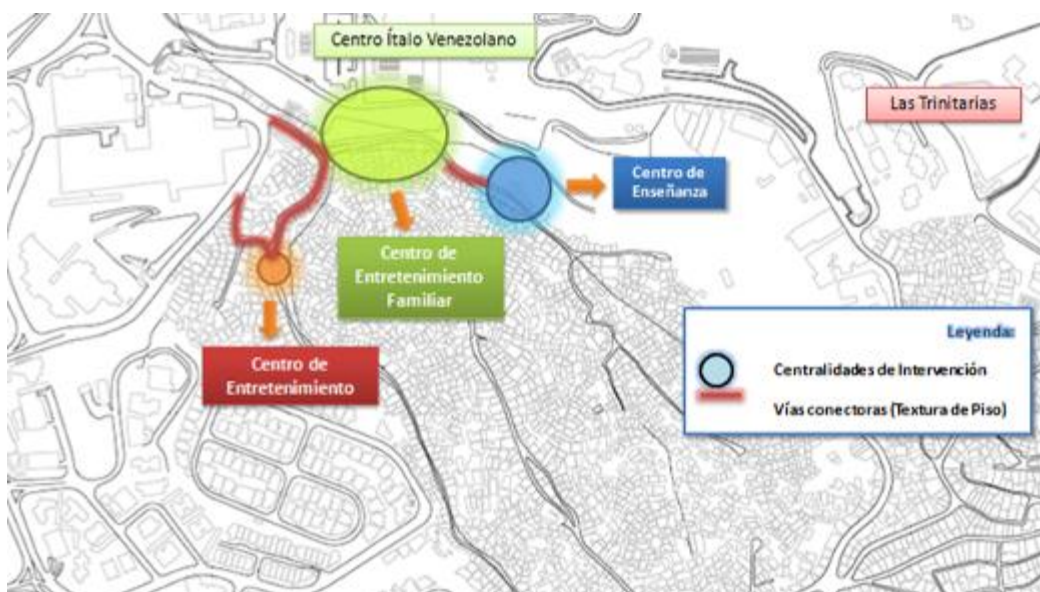 Centro Ítalo Venezolano
Las Trinitarias
Centro de
Enseñanza
Centro de
Entretenimiento
Familiar
Centro de
Entretenimiento
Leyenda:
Centralidades de Intervención
Vías conectoras (Textura de Piso)